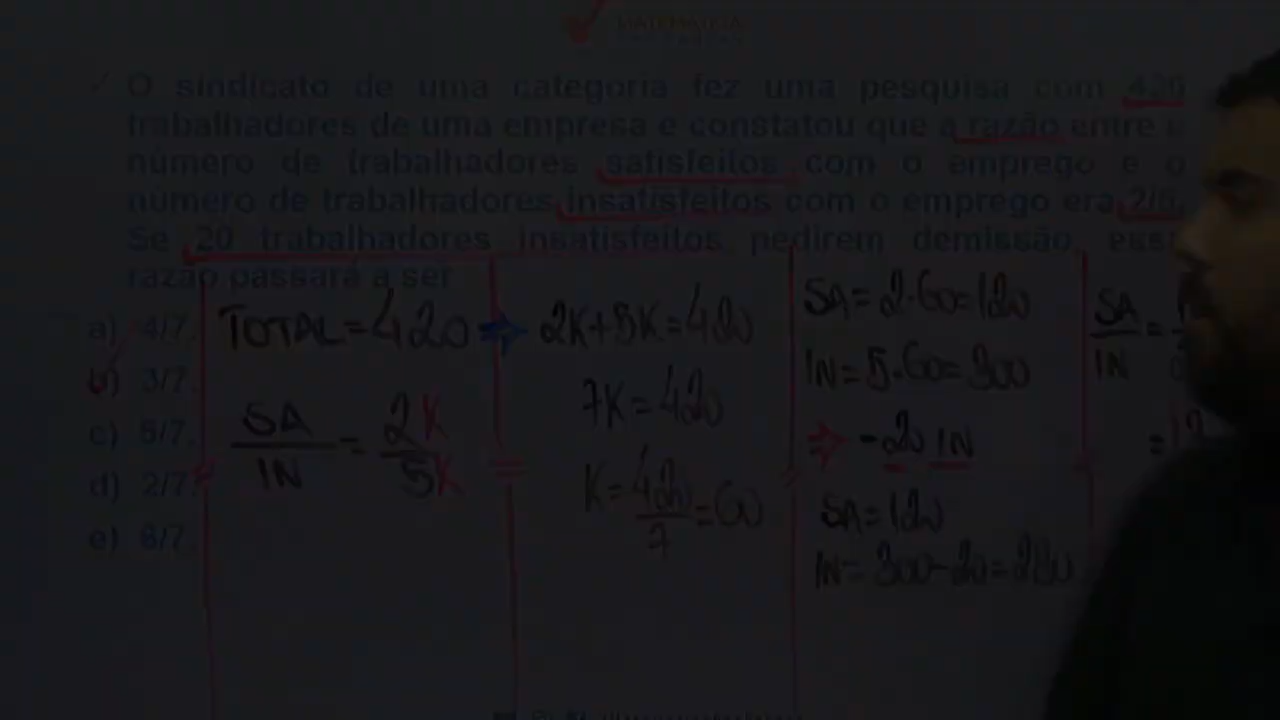 O sindicato de uma categoria fez uma pesquisa com 420
trabalhadores de uma empresa e constatou que a razão entre o
número de trabalhadores satisfeitos com o emprego e o
número de trabalhadores insatisfeitos com o emprego era 2/5.
Se 20 trabalhadores insatisfeitos pedirem demissão, essa
razão passará a ser
a) 4/7.
b) 3/7.
c) 5/7.
d) 2/7.
e) 6/7.
TOTAL = 420 ⇒
SA/IN = 2K/5K
2K+5K=420
7K=420
K=420/7=60
SA=2·60=120
IN=5·60=300
⇒ -20 IN
SA=120
IN=300-20=280
SA/IN =